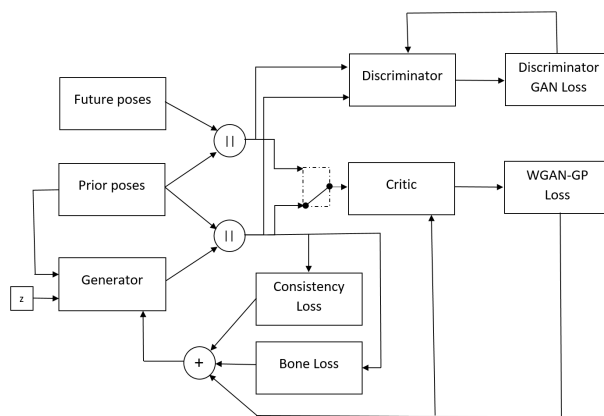 Future poses
Prior poses
Generator
z
||
||
+
Discriminator
Discriminator
GAN Loss
Critic
WGAN-GP
Loss
Consistency
Loss
Bone Loss